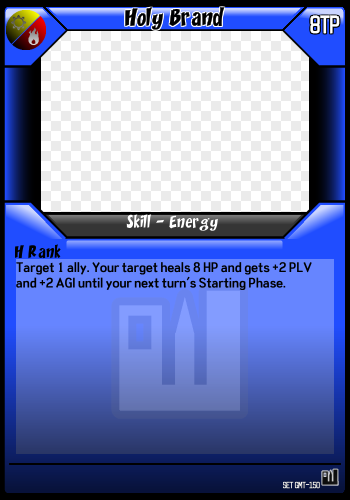 Holy Brand
8TP
Skill - Energy
H Rank
Target 1 ally. Your target heals 8 HP and gets +2 PLV
and +2 AGI until your next turn's Starting Phase.
SET GMT-150